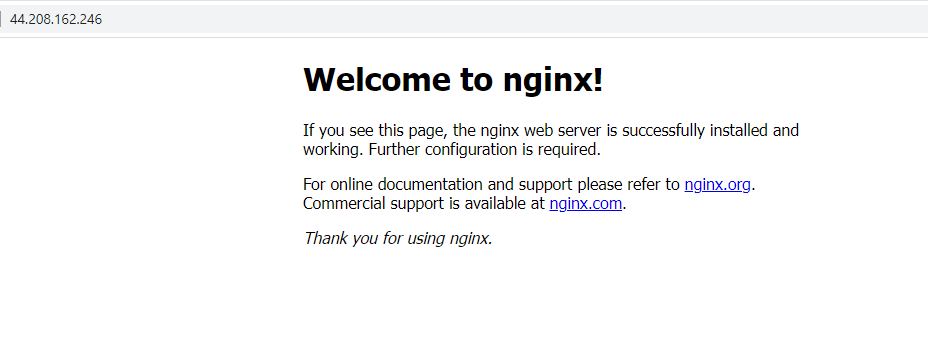 44.208.162.246
Welcome to nginx!
If you see this page, the nginx web server is successfully installed and
working. Further configuration is required.
For online documentation and support please refer to nginx.org.
Commercial support is available at nginx.com.
Thank you for using nginx.